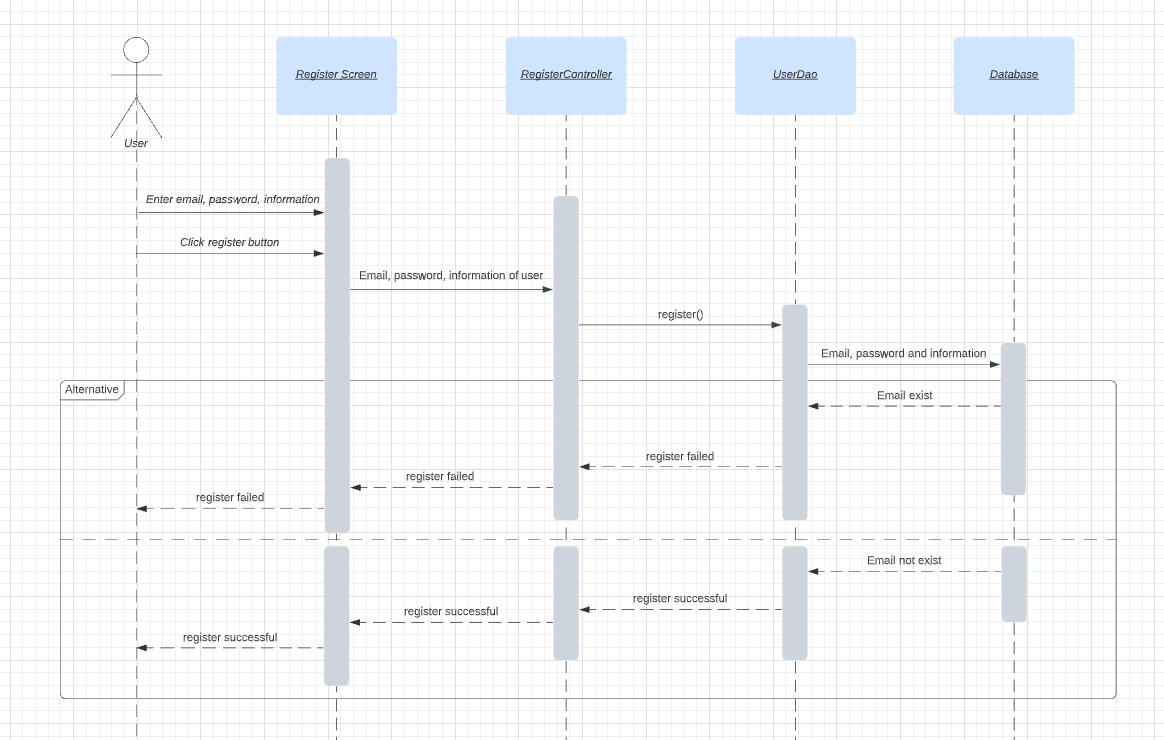 Register Screen
RegisterController
UserDao
Database
User
Enter email, password, information
Click register button
Email, password, information of user
register()
Email, password and information
Alternative
Email exist
register failed
register failed
register failed
Email not exist
register successful
register successful
register successful